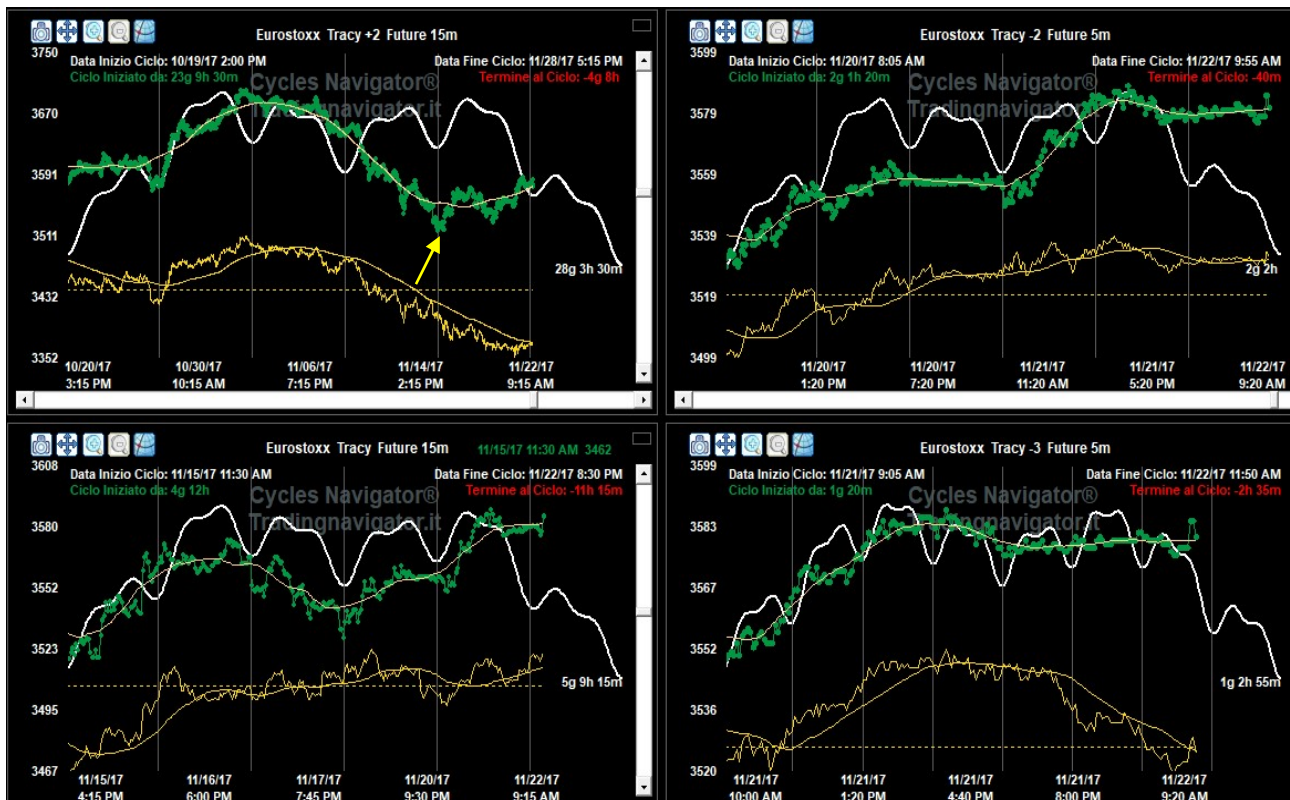 Eurostoxx Tracy +2 Future 15m
3750
Data Inizio Ciclo: 10/19/17 2:00 PM
Data Fine Ciclo: 11/28/17 5:15 PM
Ciclo Iniziato da: 23g 9h 30m
Termine al Ciclo: -4g 8h
Cycles Navigator®
Tradingnavigator.it
3670
3591
3511
28g 3h 30m
3432
3352
10/20/17 10/30/17 11/06/17 11/14/17 11/22/17
3:15 PM 10:15 AM 7:15 PM 2:15 PM 9:15 AM
Eurostoxx Tracy -2 Future 5m
3599
Data Inizio Ciclo: 11/20/17 8:05 AM
Data Fine Ciclo: 11/22/17 9:55 AM
Ciclo Iniziato da: 2g 1h 20m
Termine al Ciclo: -40m
Cycles Navigator®
Tradingnavigator.it
3579
3559
3539
2g 2h
3519
3499
11/20/17 11/20/17 11/21/17 11/21/17 11/22/17
1:20 PM 7:20 PM 11:20 AM 5:20 PM 9:20 AM
Eurostoxx Tracy Future 15m
11/15/17 11:30 AM 3462
3608
Data Inizio Ciclo: 11/15/17 11:30 AM
Data Fine Ciclo: 11/22/17 8:30 PM
Ciclo Iniziato da: 4g 12h
Termine al Ciclo: -11h 15m
Cycles Navigator®
Tradingnavigator.it
3580
3552
3523
5g 9h 15m
3495
3467
11/15/17 11/16/17 11/17/17 11/20/17 11/22/17
4:15 PM 6:00 PM 7:45 PM 9:30 PM 9:15 AM
Eurostoxx Tracy -3 Future 5m
3599
Data Inizio Ciclo: 11/21/17 9:05 AM
Data Fine Ciclo: 11/22/17 11:50 AM
Ciclo Iniziato da: 1g 20m
Termine al Ciclo: -2h 35m
Cycles Navigator®
Tradingnavigator.it
3583
3567
3552
1g 2h 55m
3536
3520
11/21/17 11/21/17 11/21/17 11/21/17 11/22/17
10:00 AM 1:20 PM 4:40 PM 8:00 PM 9:20 AM